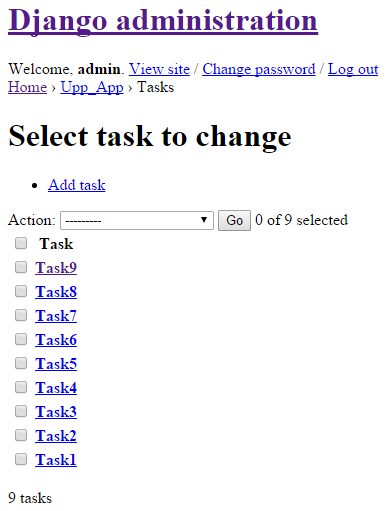 Django administration
Welcome, admin. View site / Change password / Log out
Home › Upp_App › Tasks
Select task to change
Add task
Action: --------- Go 0 of 9 selected
Task
Task9
Task8
Task7
Task6
Task5
Task4
Task3
Task2
Task1
9 tasks